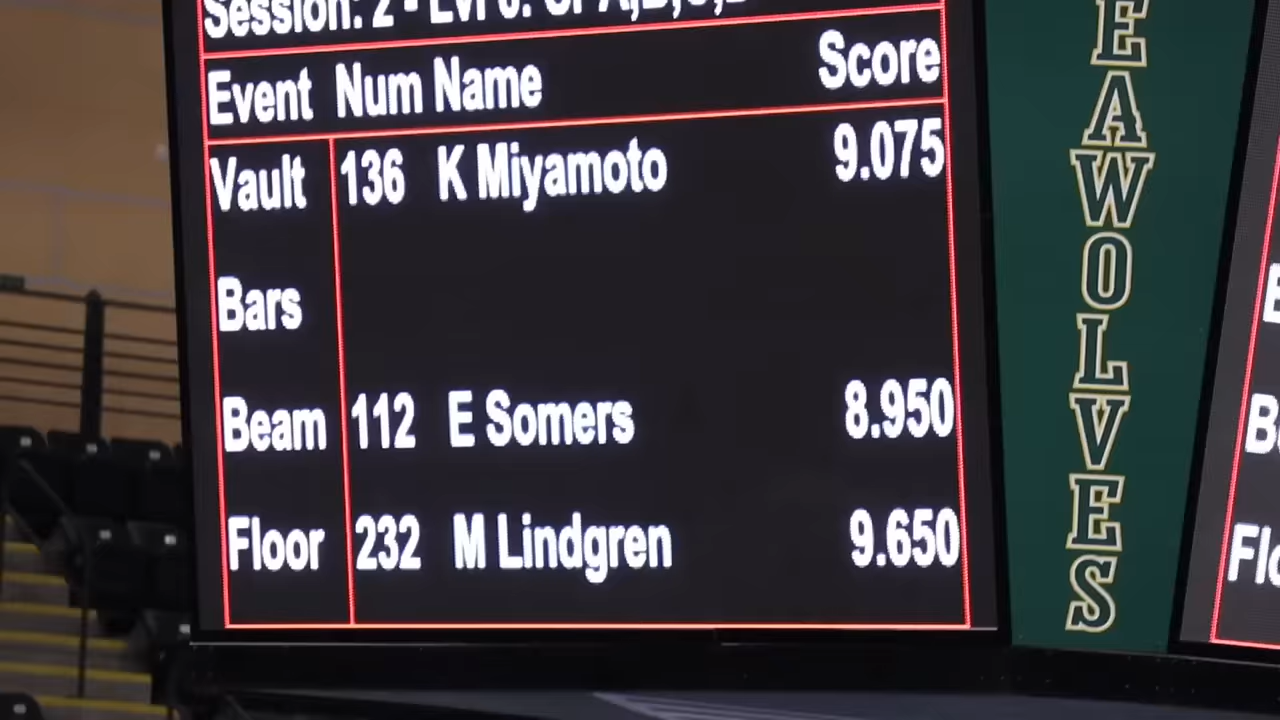 Session: 2 - Lvl
Event Num Name Score
Vault 136 K Miyamoto 9.075
Bars
Beam 112 E Somers 8.950
Floor 232 M Lindgren 9.650
EAWOLVES